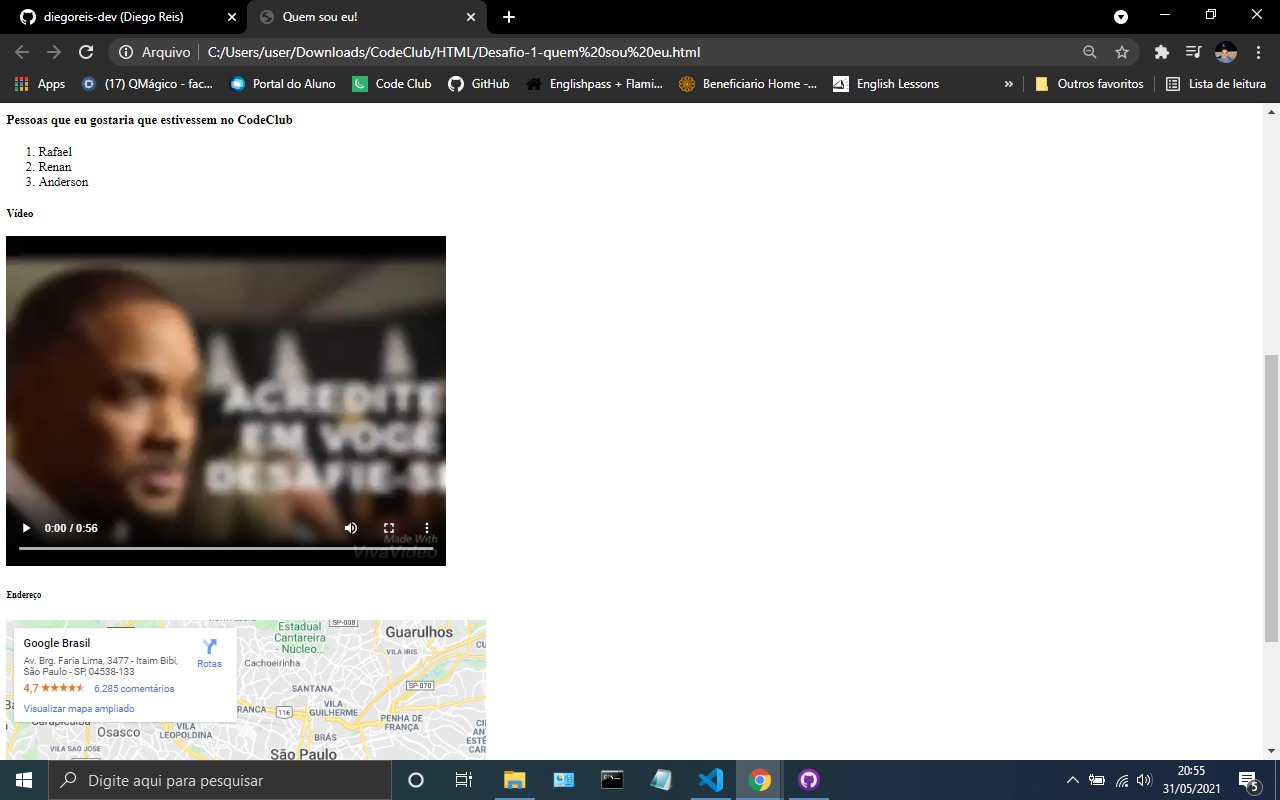 diegoreis-dev (Diego Reis)
Quem sou eu!
Arquivo
C:/Users/user/Downloads/CodeClub/HTML/Desafio-1-quem%20sou%20eu.html
Apps
(17) QMágico - fac...
Portal do Aluno
Code Club
GitHub
Englishpass + Flami...
Beneficiario Home -...
English Lessons
»
Outros favoritos
Lista de leitura
Pessoas que eu gostaria que estivessem no CodeClub
1. Rafael
2. Renan
3. Anderson
Vídeo
ACREDITE
EM VOCÊ
DESAFIE-S
0:00 / 0:56
Made With
VivaVideo
Endereço
Google Brasil
Av. Brg. Faria Lima, 3477 - Itaim Bibi,
São Paulo - SP, 04538-133
4,7
6.285 comentários
Visualizar mapa ampliado
Rotas
Estadual
Cantareira
- Núcleo...
SP-008
Guarulhos
VILA IRIS
Cachoeirinha
SP-070
SANTANA
RANCA
116
VILA
GUILHERME
PENHA DE
FRANÇA
VILA
LEOPOLDINA
Osasco
Carapicuíba
BRÁS
VILA SAO JOSE
São Paulo
Digite aqui para pesquisar
20:55
31/05/2021
5